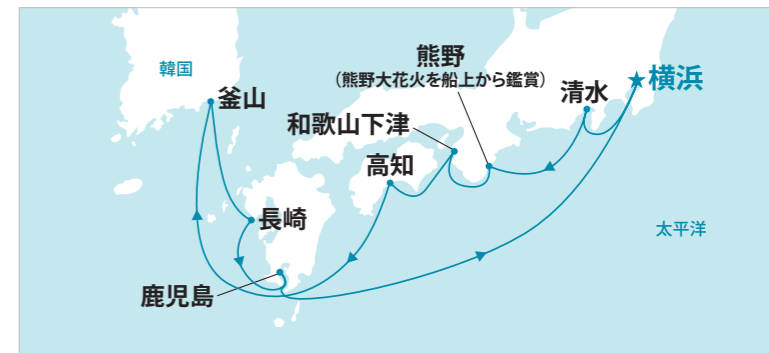 熊野
(熊野大花火を船上から鑑賞)
韓国
釜山
清水
横浜
和歌山下津
高知
長崎
太平洋
鹿児島